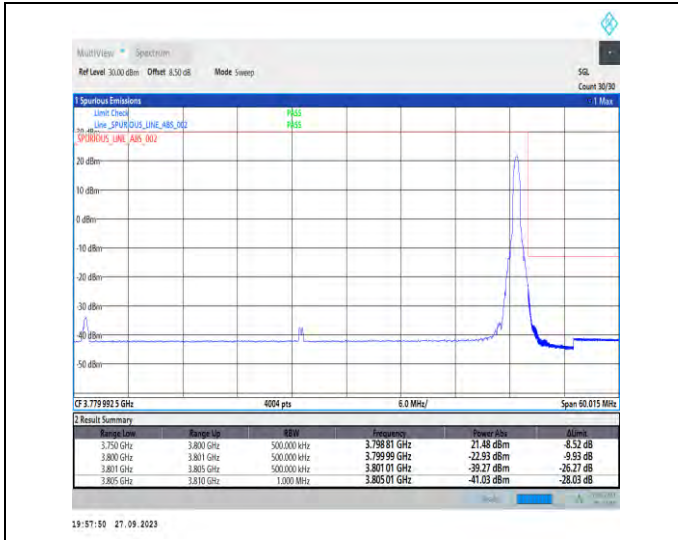 MultiView Spectrum
Ref Level 30.00 dBm Offset 8.50 dB Mode Sweep SGL
Count 30/30
1 Spurious Emissions 1 Max
Limit Check PASS
Line _SPURIOUS_LINE_ABS_002 PASS
_SPURIOUS_LINE_ABS_002
20 dBm
10 dBm
0 dBm
-10 dBm
-20 dBm
-30 dBm
-40 dBm
-50 dBm
CF 3.779 992 5 GHz 4004 pts 6.0 MHz/ Span 60.015 MHz
2 Result Summary
Range Low Range Up RBW Frequency Power Abs ΔLimit
3.750 GHz 3.800 GHz 500.000 kHz 3.798 81 GHz 21.48 dBm -8.52 dB
3.800 GHz 3.801 GHz 500.000 kHz 3.799 99 GHz -22.93 dBm -9.93 dB
3.801 GHz 3.805 GHz 500.000 kHz 3.801 01 GHz -39.27 dBm -26.27 dB
3.805 GHz 3.810 GHz 1.000 MHz 3.805 01 GHz -41.03 dBm -28.03 dB
19:57:50 27.09.2023